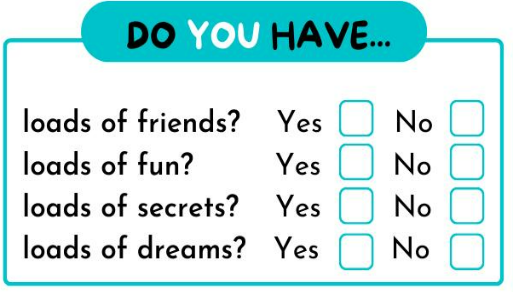 DO YOU HAVE...
loads of friends? Yes No
loads of fun? Yes No
loads of secrets? Yes No
loads of dreams? Yes No